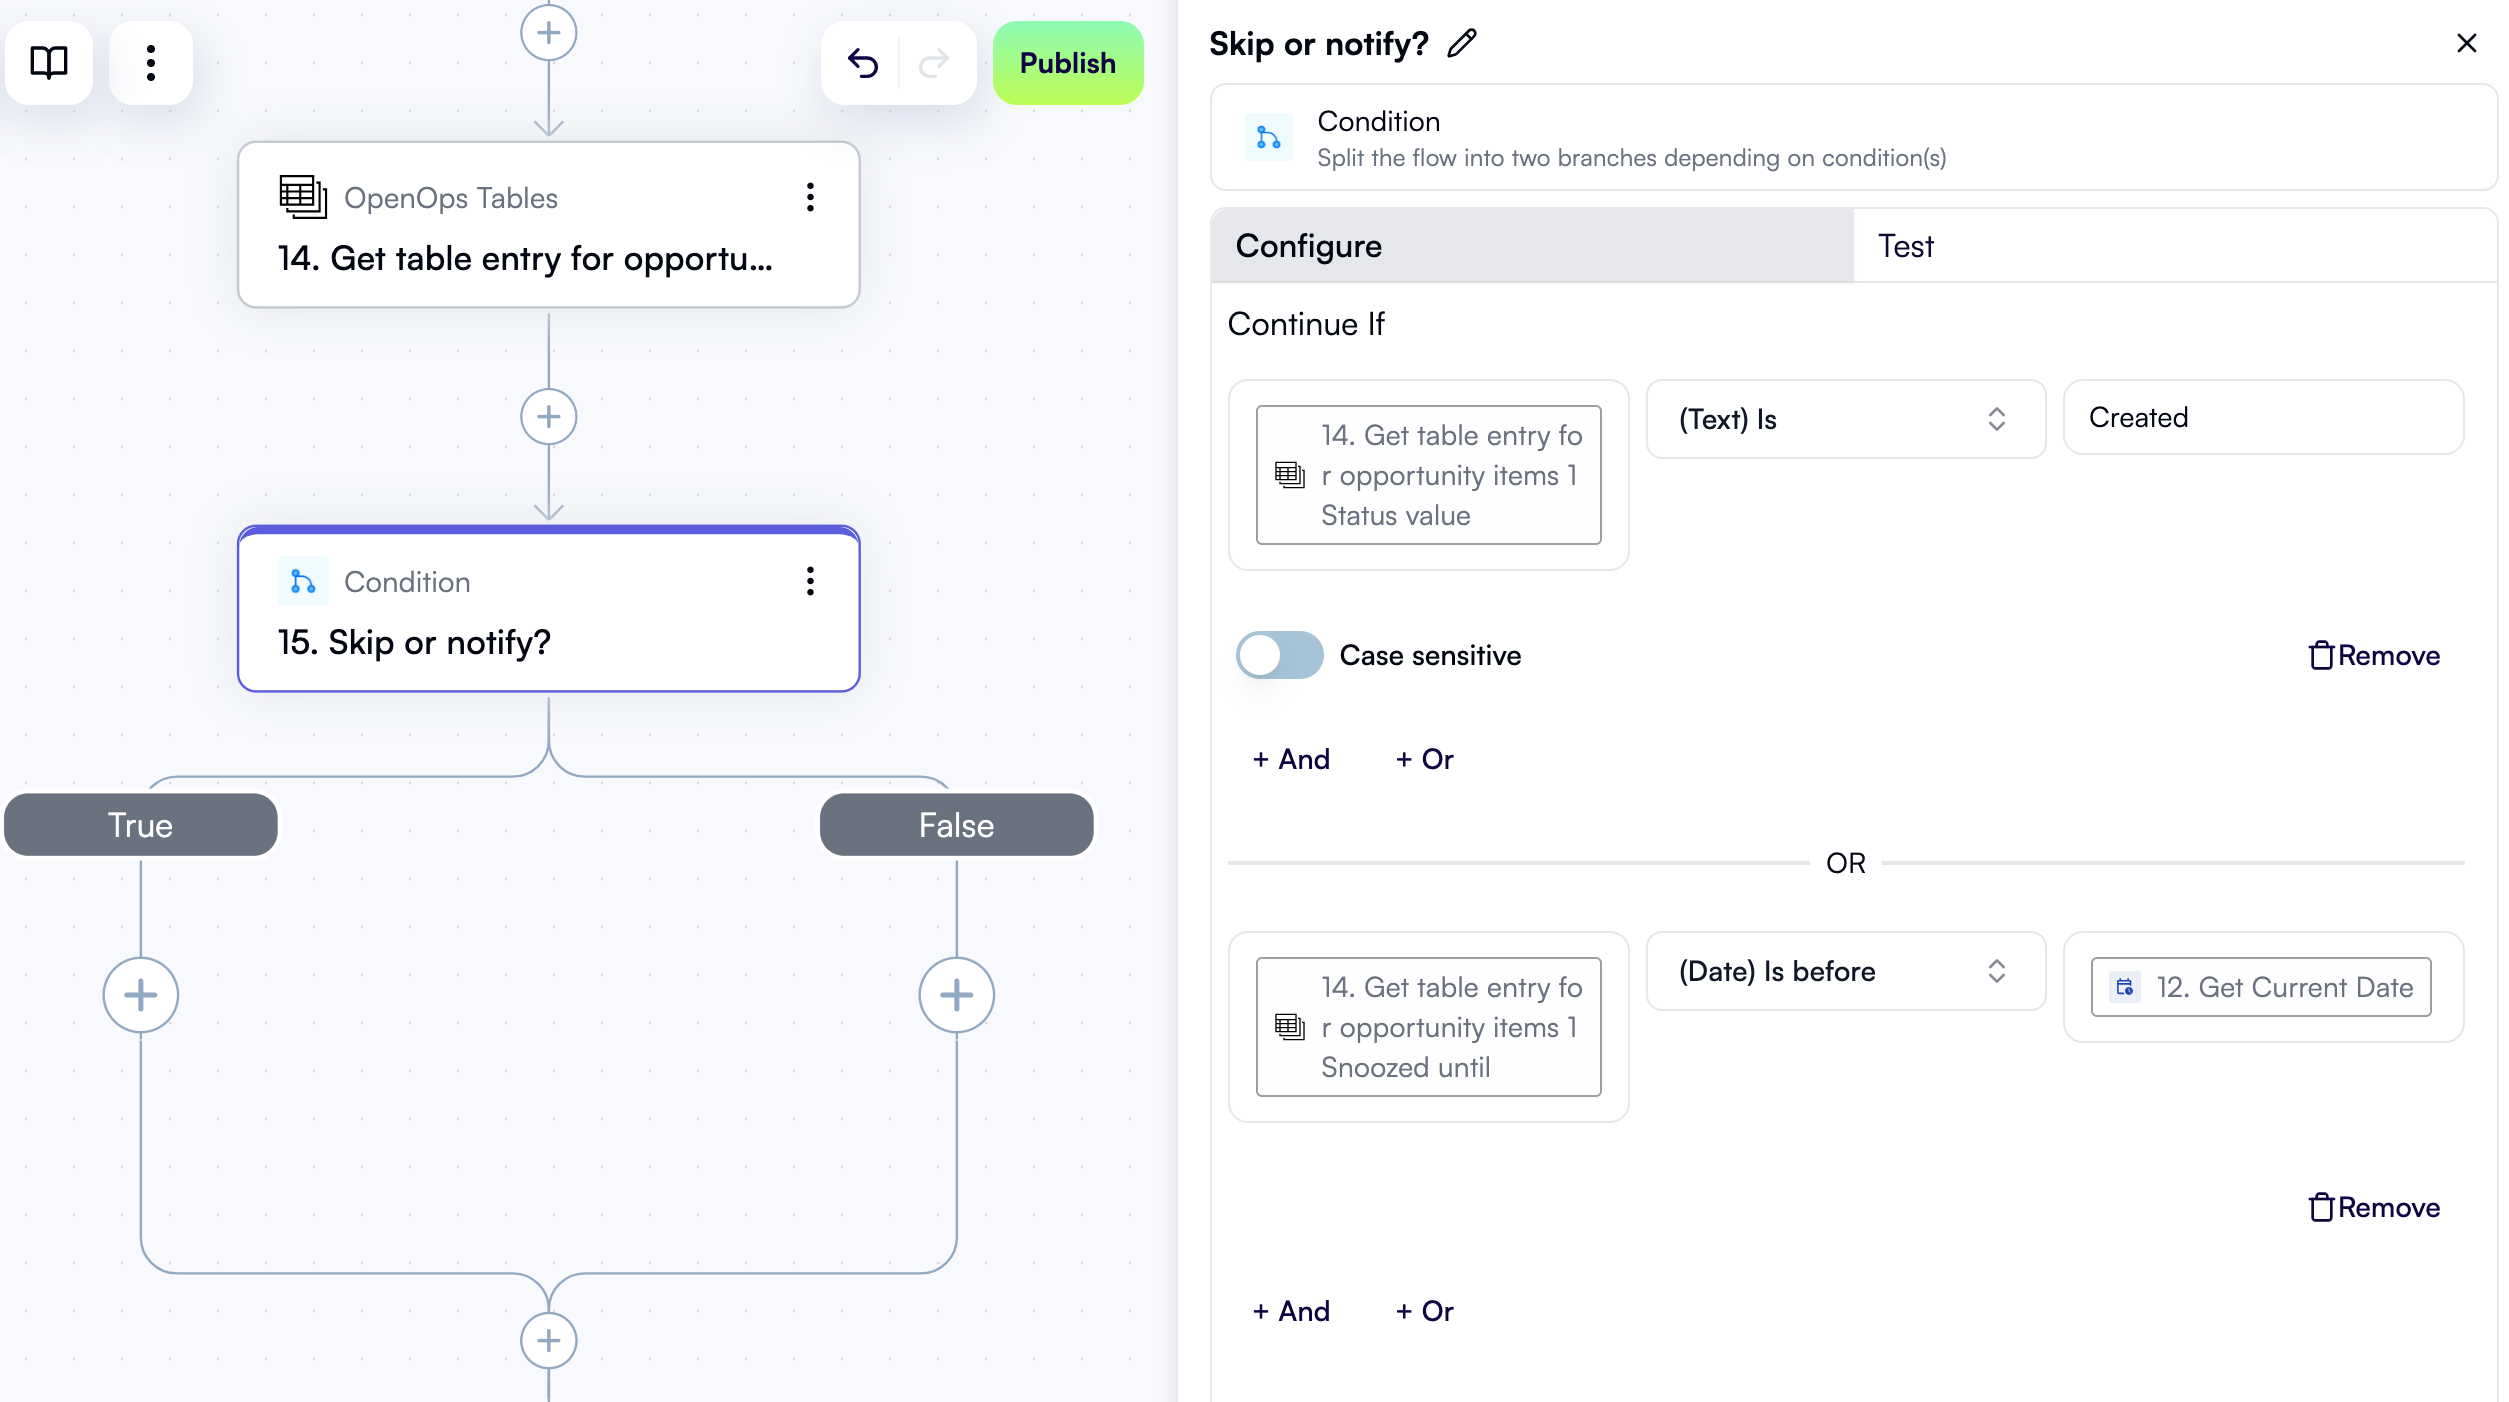 Publish
OpenOps Tables
14. Get table entry for opportu...
Condition
15. Skip or notify?
True
False
Skip or notify?
Condition
Split the flow into two branches depending on condition(s)
Configure
Test
Continue If
14. Get table entry fo
r opportunity items 1
Status value
(Text) Is
Created
Case sensitive
Remove
+ And
+ Or
OR
14. Get table entry fo
r opportunity items 1
Snoozed until
(Date) Is before
12. Get Current Date
Remove
+ And
+ Or